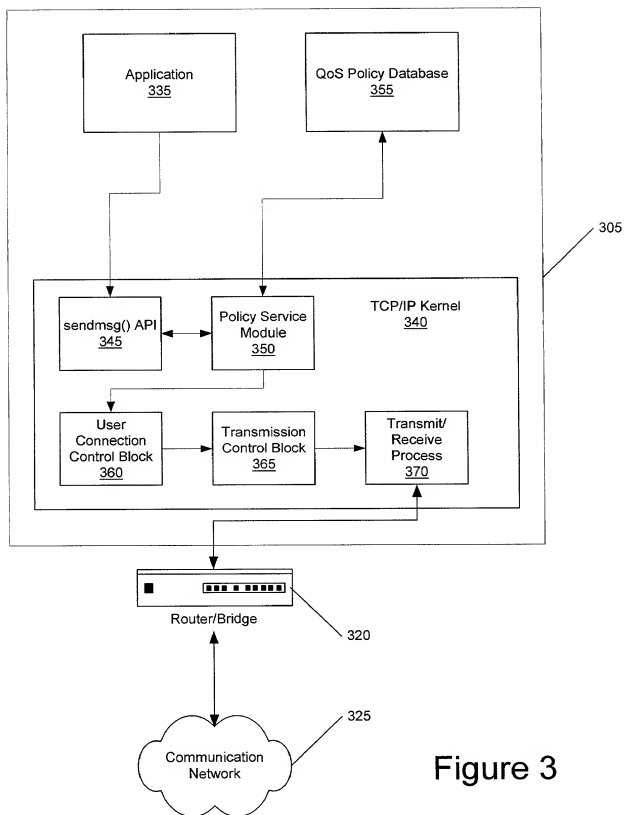 Application
335
QoS Policy Database
355
305
TCP/IP Kernel
340
sendmsg() API
345
Policy Service
Module
350
User
Connection
Control Block
360
Transmission
Control Block
365
Transmit/
Receive
Process
370
Router/Bridge
320
325
Communication
Network
Figure 3